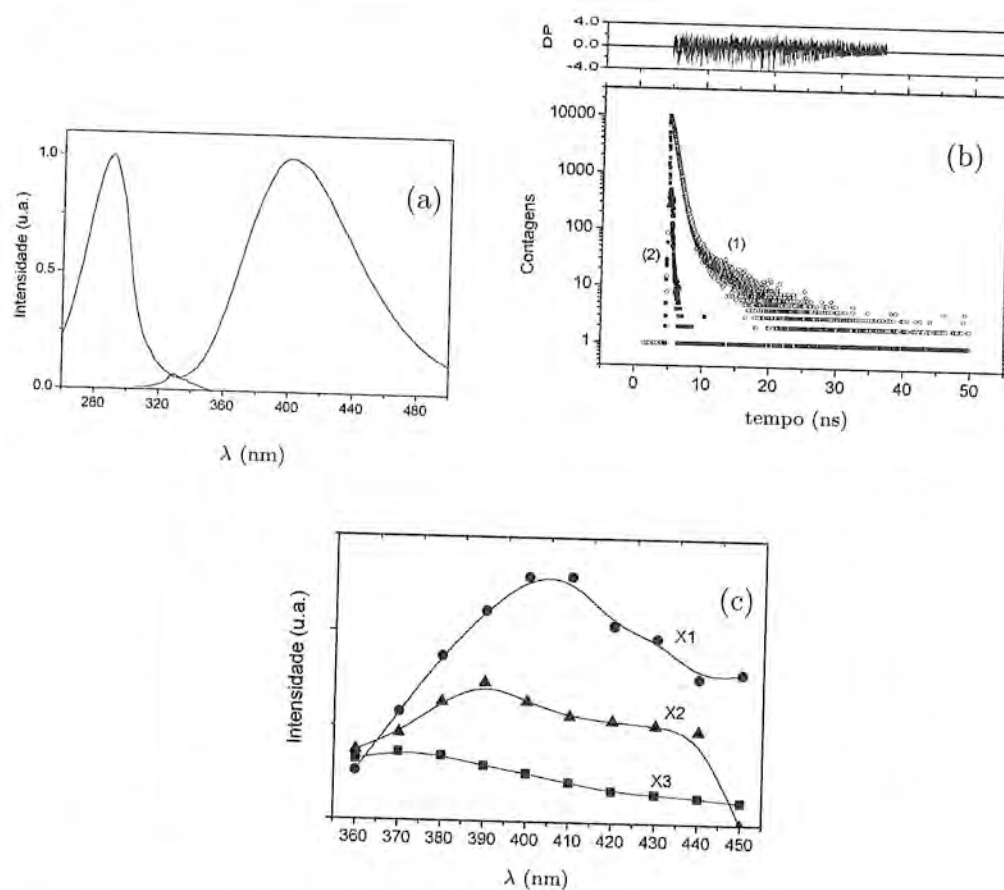 DP
4.0
0.0
-4.0
Intensidade (u.a.)
1.0
0.5
0.0
(a)
280 320 360 400 440 480
λ (nm)
Contagens
10000
1000
100
10
1
(b)
(1)
(2)
0 10 20 30 40 50
tempo (ns)
Intensidade (u.a.)
(c)
X1
X2
X3
360 370 380 390 400 410 420 430 440 450
λ (nm)